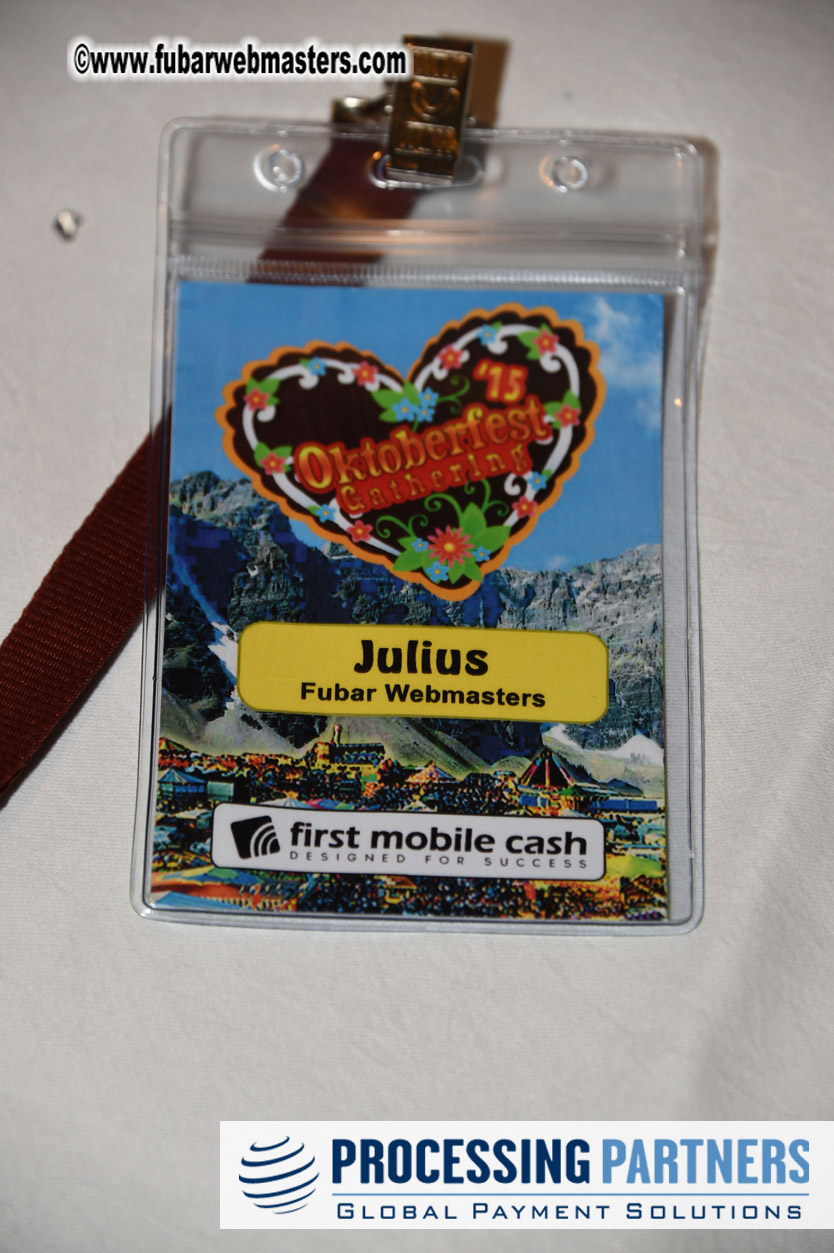 ©www.fubarwebmasters.com
'15
Oktoberfest
Gathering
Julius
Fubar Webmasters
first mobile cash
DESIGNED FOR SUCCESS
PROCESSING PARTNERS
GLOBAL PAYMENT SOLUTIONS